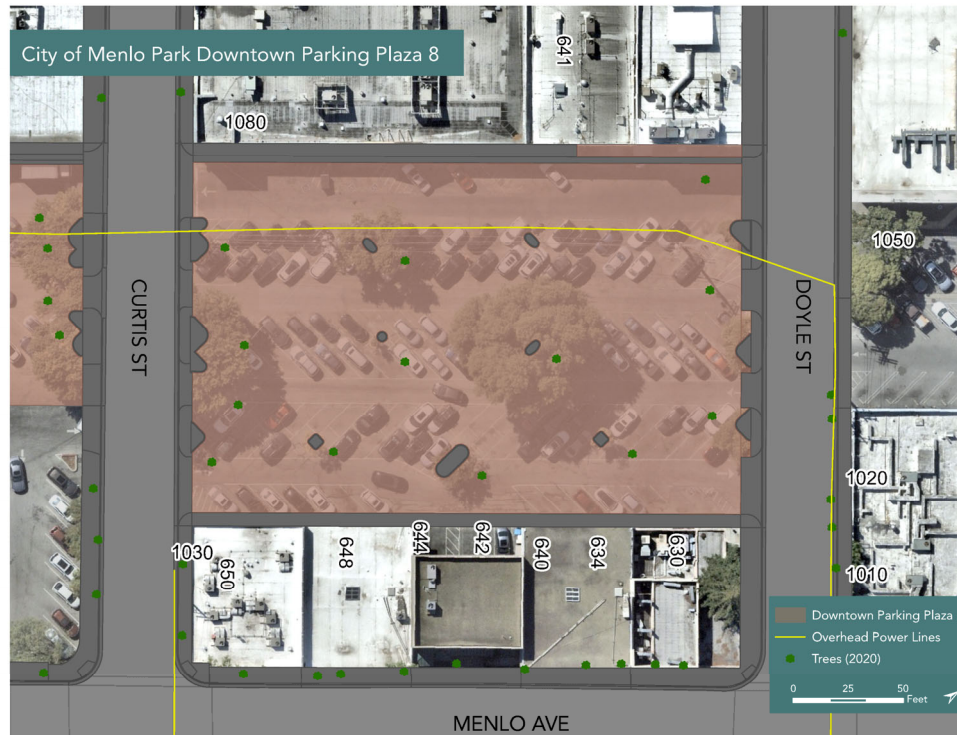 City of Menlo Park Downtown Parking Plaza 8
641
1080
1050
CURTIS ST
DOYLE ST
1020
1030
650
648
644
642
640
634
630
1010
Downtown Parking Plaza
Overhead Power Lines
Trees (2020)
0 25 50
Feet
MENLO AVE